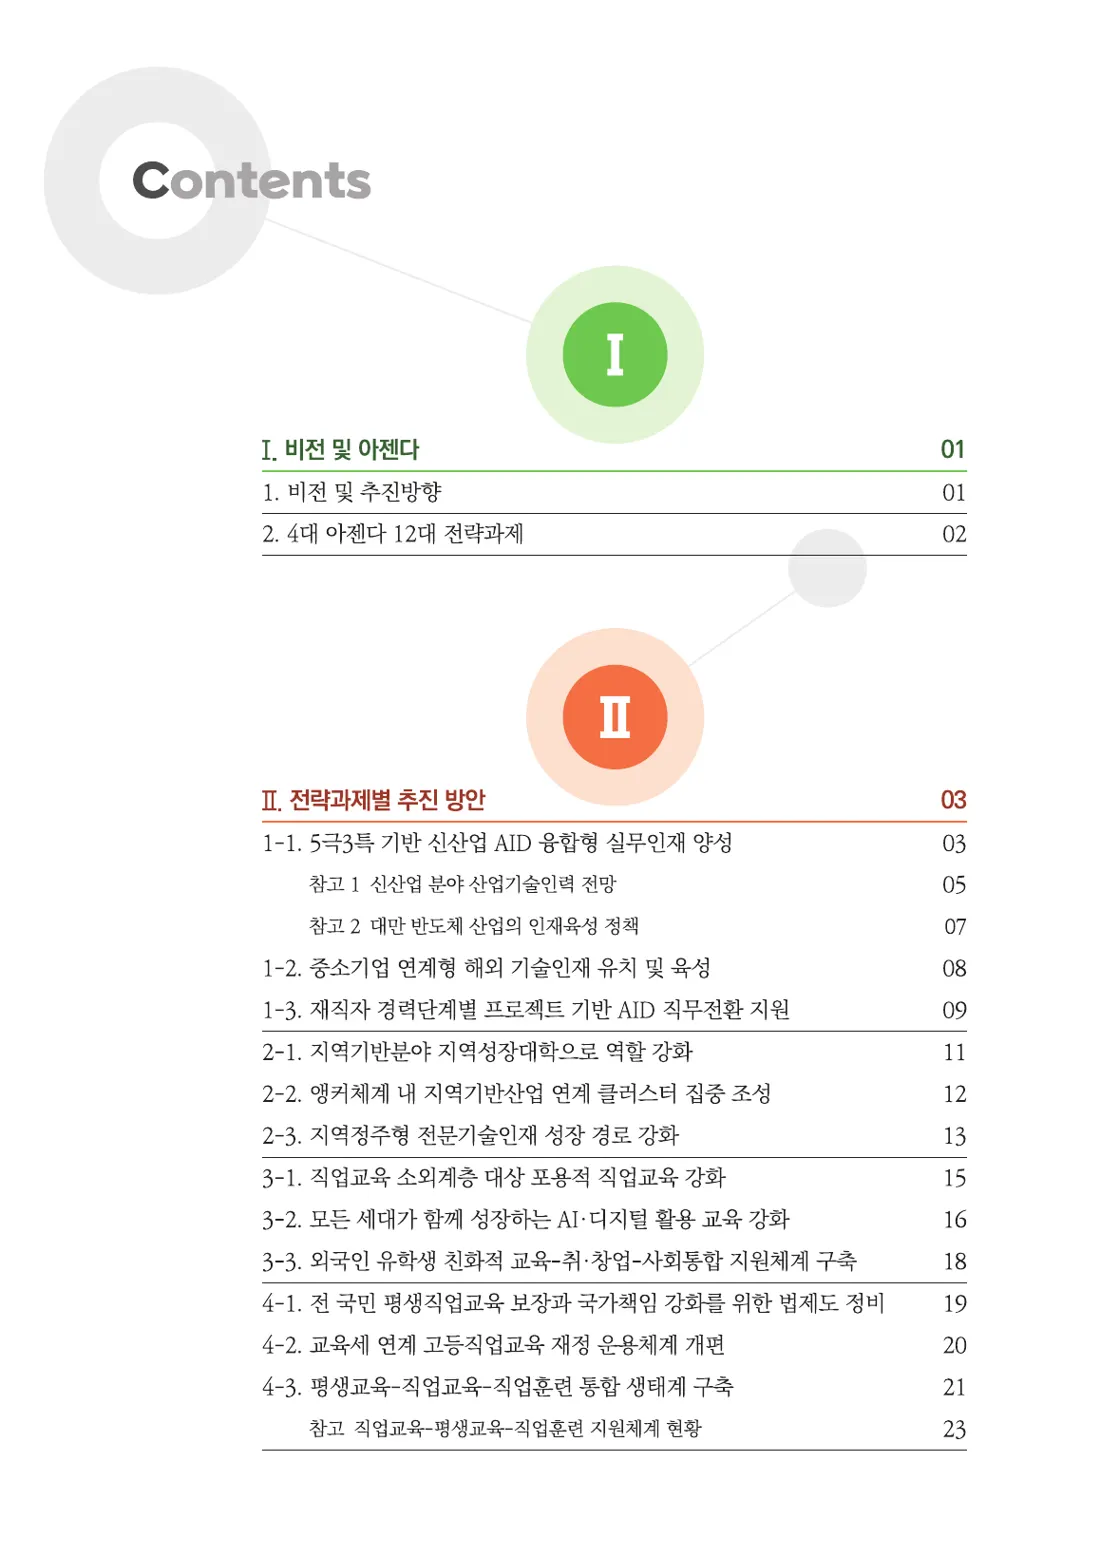 Contents
I
I. 비전 및 아젠다 01
1. 비전 및 추진방향 01
2. 4대 아젠다 12대 전략과제 02
II
II. 전략과제별 추진 방안 03
1-1. 5극3특 기반 신산업 AID 융합형 실무인재 양성 03
참고 1 신산업 분야 산업기술인력 전망 05
참고 2 대만 반도체 산업의 인재육성 정책 07
1-2. 중소기업 연계형 해외 기술인재 유치 및 육성 08
1-3. 재직자 경력단계별 프로젝트 기반 AID 직무전환 지원 09
2-1. 지역기반분야 지역성장대학으로 역할 강화 11
2-2. 앵커체계 내 지역기반산업 연계 클러스터 집중 조성 12
2-3. 지역정주형 전문기술인재 성장 경로 강화 13
3-1. 직업교육 소외계층 대상 포용적 직업교육 강화 15
3-2. 모든 세대가 함께 성장하는 AI·디지털 활용 교육 강화 16
3-3. 외국인 유학생 친화적 교육-취·창업-사회통합 지원체계 구축 18
4-1. 전 국민 평생직업교육 보장과 국가책임 강화를 위한 법제도 정비 19
4-2. 교육세 연계 고등직업교육 재정 운용체계 개편 20
4-3. 평생교육-직업교육-직업훈련 통합 생태계 구축 21
참고 직업교육-평생교육-직업훈련 지원체계 현황 23